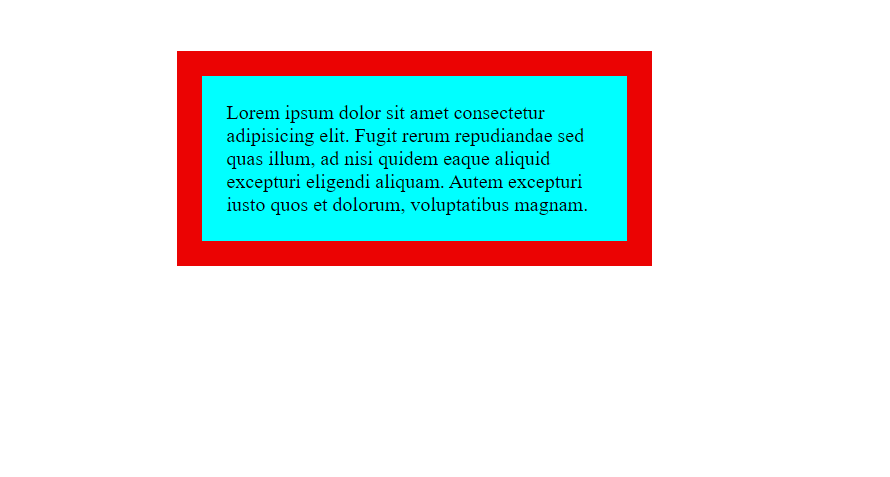 Lorem ipsum dolor sit amet consectetur
adipisicing elit. Fugit rerum repudiandae sed
quas illum, ad nisi quidem eaque aliquid
excepturi eligendi aliquam. Autem excepturi
iusto quos et dolorum, voluptatibus magnam.